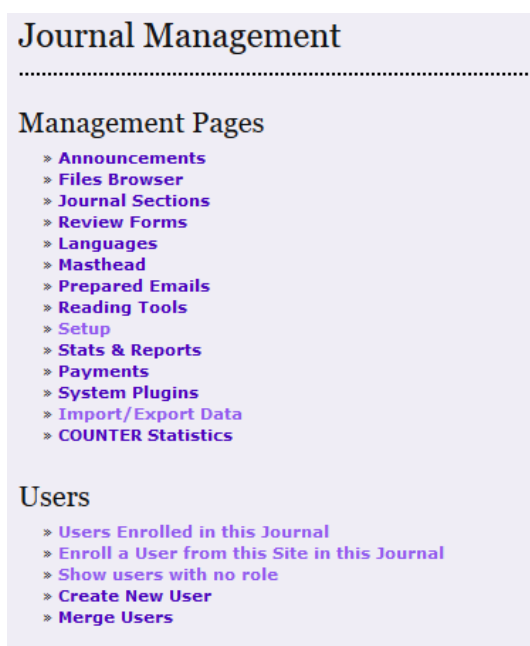 Journal Management
Management Pages
» Announcements
» Files Browser
» Journal Sections
» Review Forms
» Languages
» Masthead
» Prepared Emails
» Reading Tools
» Setup
» Stats & Reports
» Payments
» System Plugins
» Import/Export Data
» COUNTER Statistics
Users
» Users Enrolled in this Journal
» Enroll a User from this Site in this Journal
» Show users with no role
» Create New User
» Merge Users